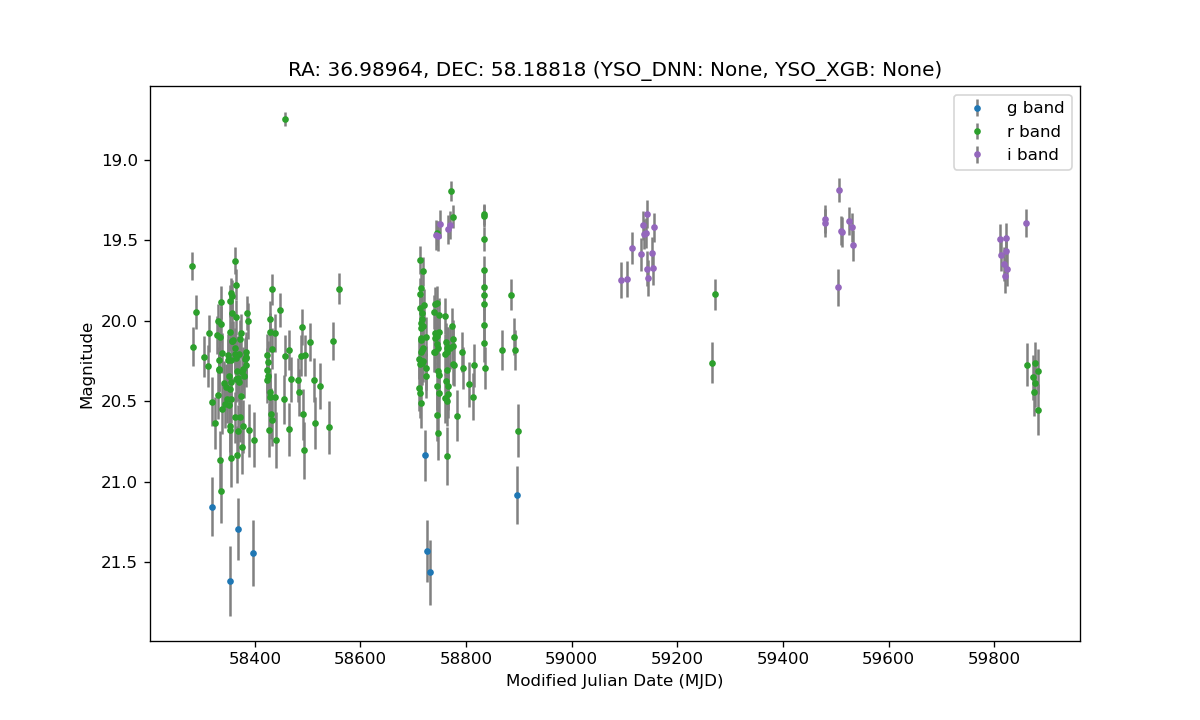 RA: 36.98964, DEC: 58.18818 (YSO_DNN: None, YSO_XGB: None)
g band
r band
i band
19.0
19.5
20.0
20.5
21.0
21.5
Magnitude
58400 58600 58800 59000 59200 59400 59600 59800
Modified Julian Date (MJD)